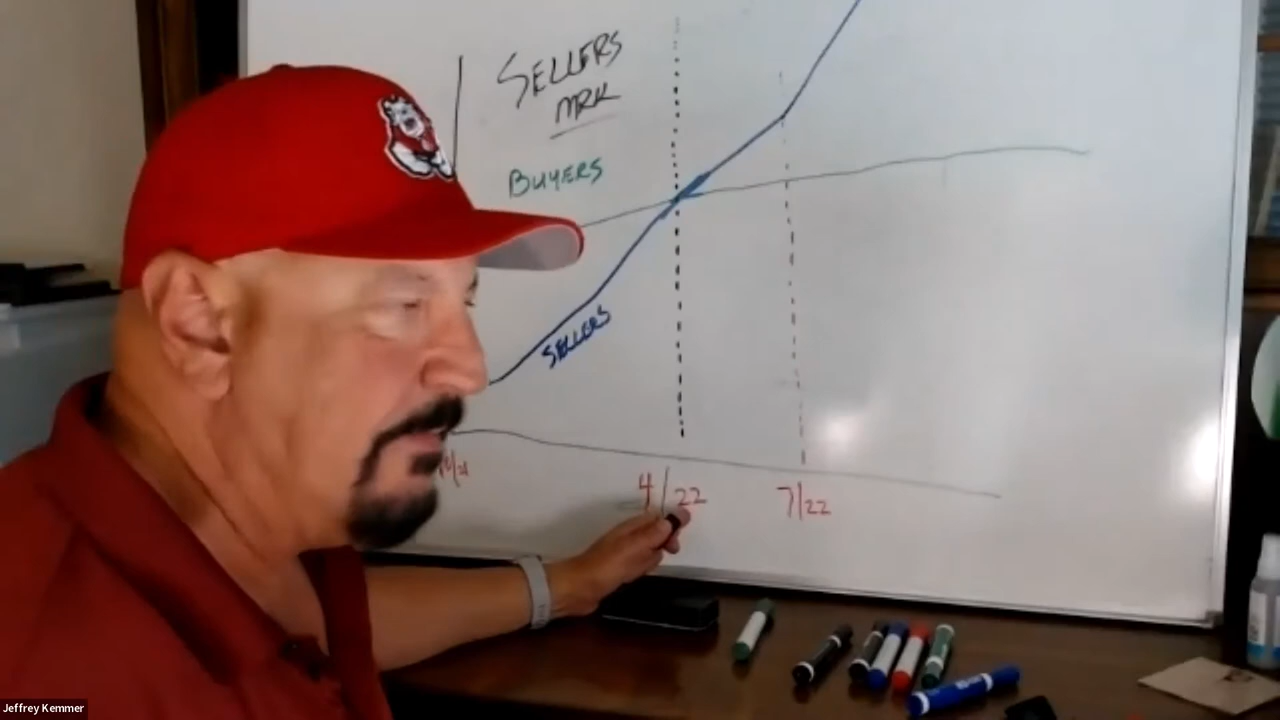 SELLERS
MRK
BUYERS
SELLERS
4/22
7/22
Jeffrey Kemmer